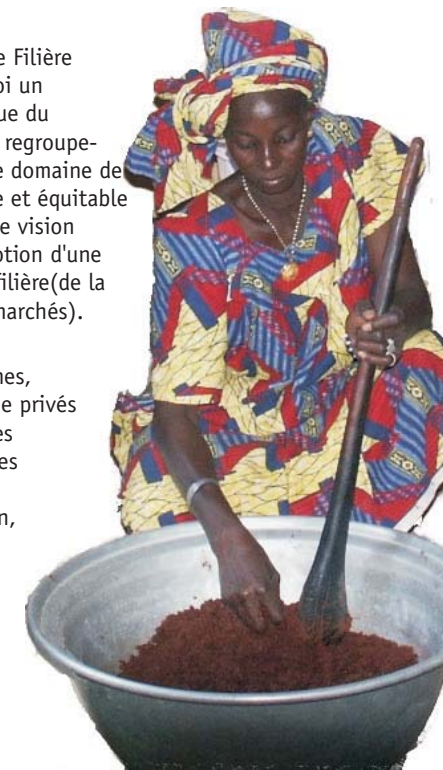 e Filière
oi un
ue du
regroupe-
e domaine de
e et équitable
e vision
otion d'une
filière(de la
marchés).
nes,
e privés
es
es
n,